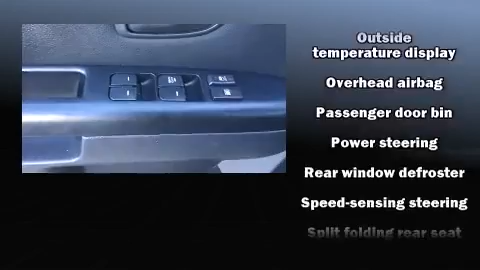 Outside
temperature display
Overhead airbag
Passenger door bin
Power steering
Rear window defroster
Speed-sensing steering
Split folding rear seat